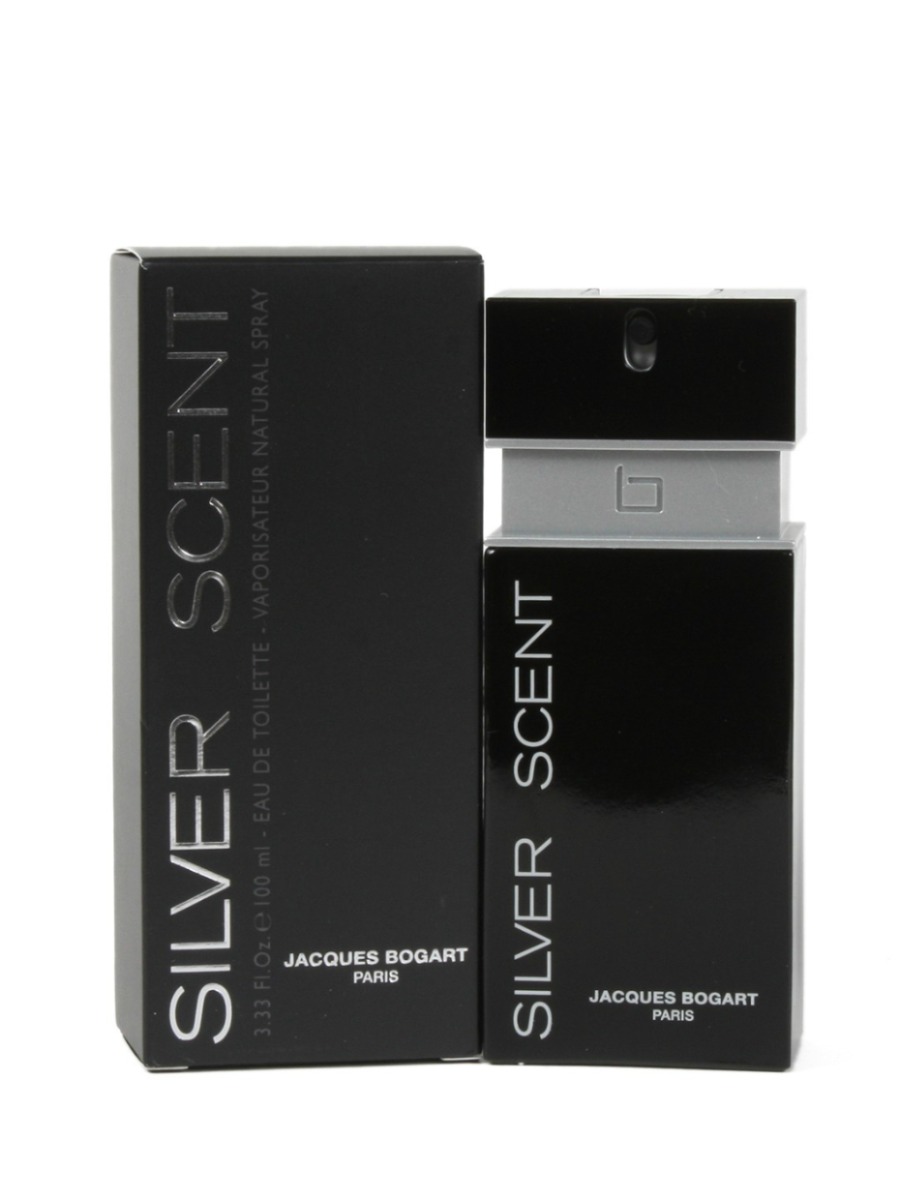 SILVER SCENT
3.33 Fl.Oz. ℮ 100 ml - EAU DE TOILETTE - VAPORISATEUR NATURAL SPRAY
JACQUES BOGART
PARIS
b
SILVER SCENT
JACQUES BOGART
PARIS